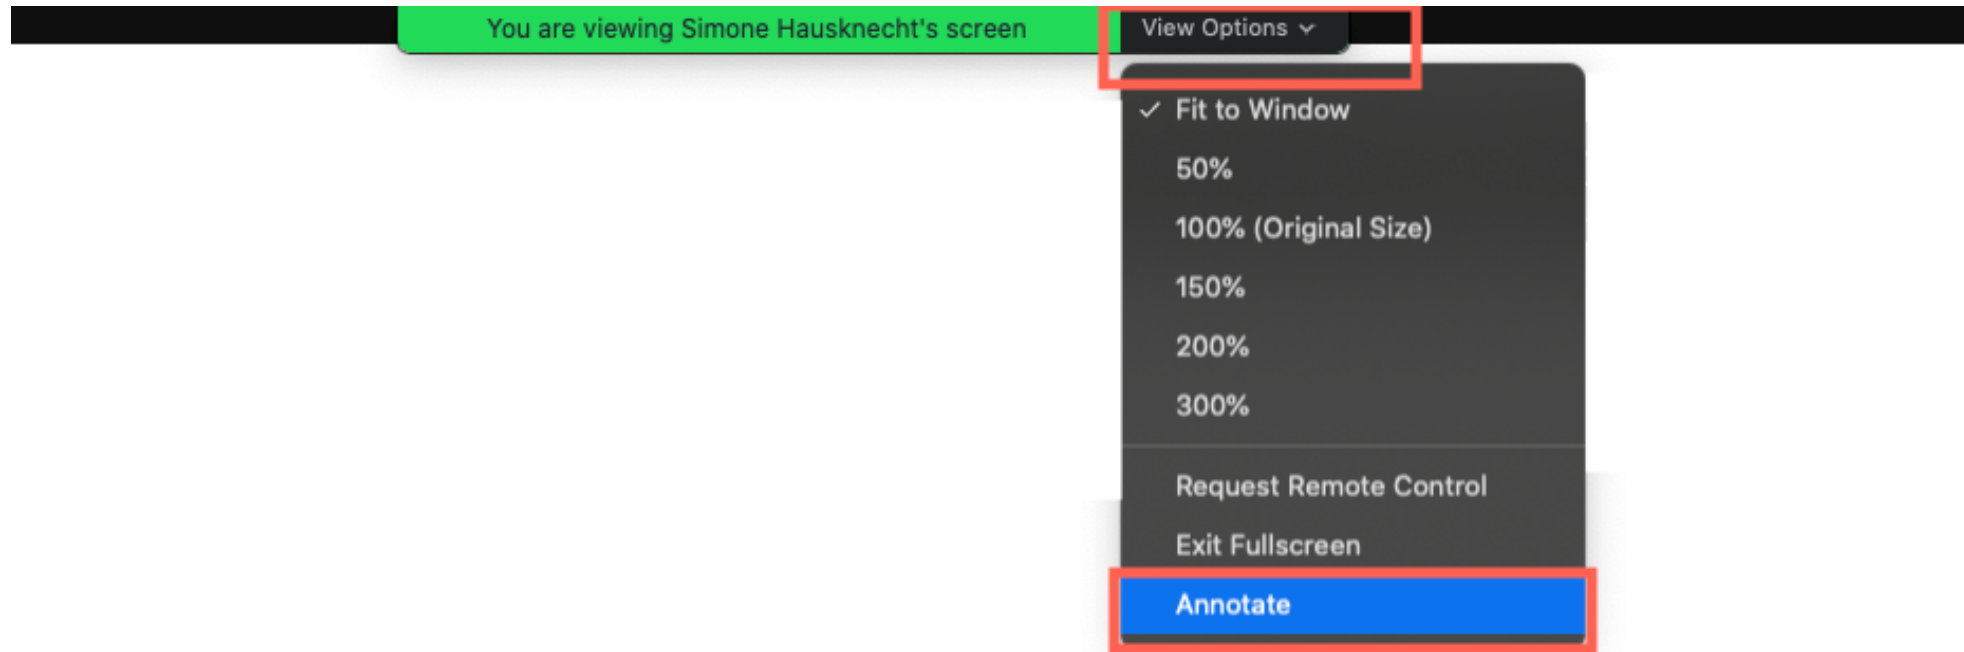 You are viewing Simone Hausknecht's screen View Options
Fit to Window
50%
100% (Original Size)
150%
200%
300%
Request Remote Control
Exit Fullscreen
Annotate